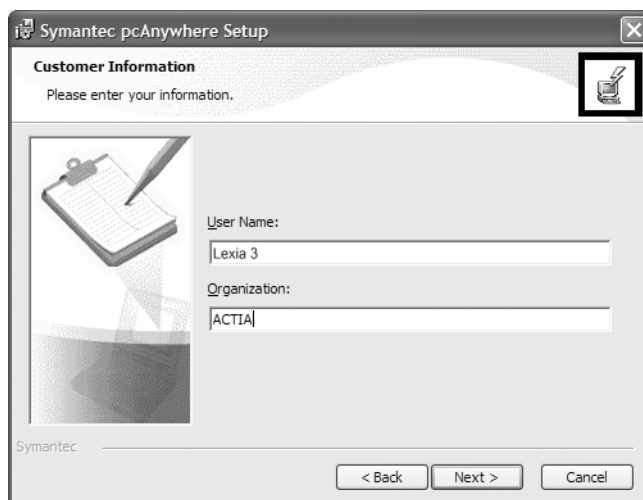 Symantec pcAnywhere Setup
Customer Information
Please enter your information.
User Name:
Lexia 3
Organization:
ACTIA
Symantec
< Back Next > Cancel